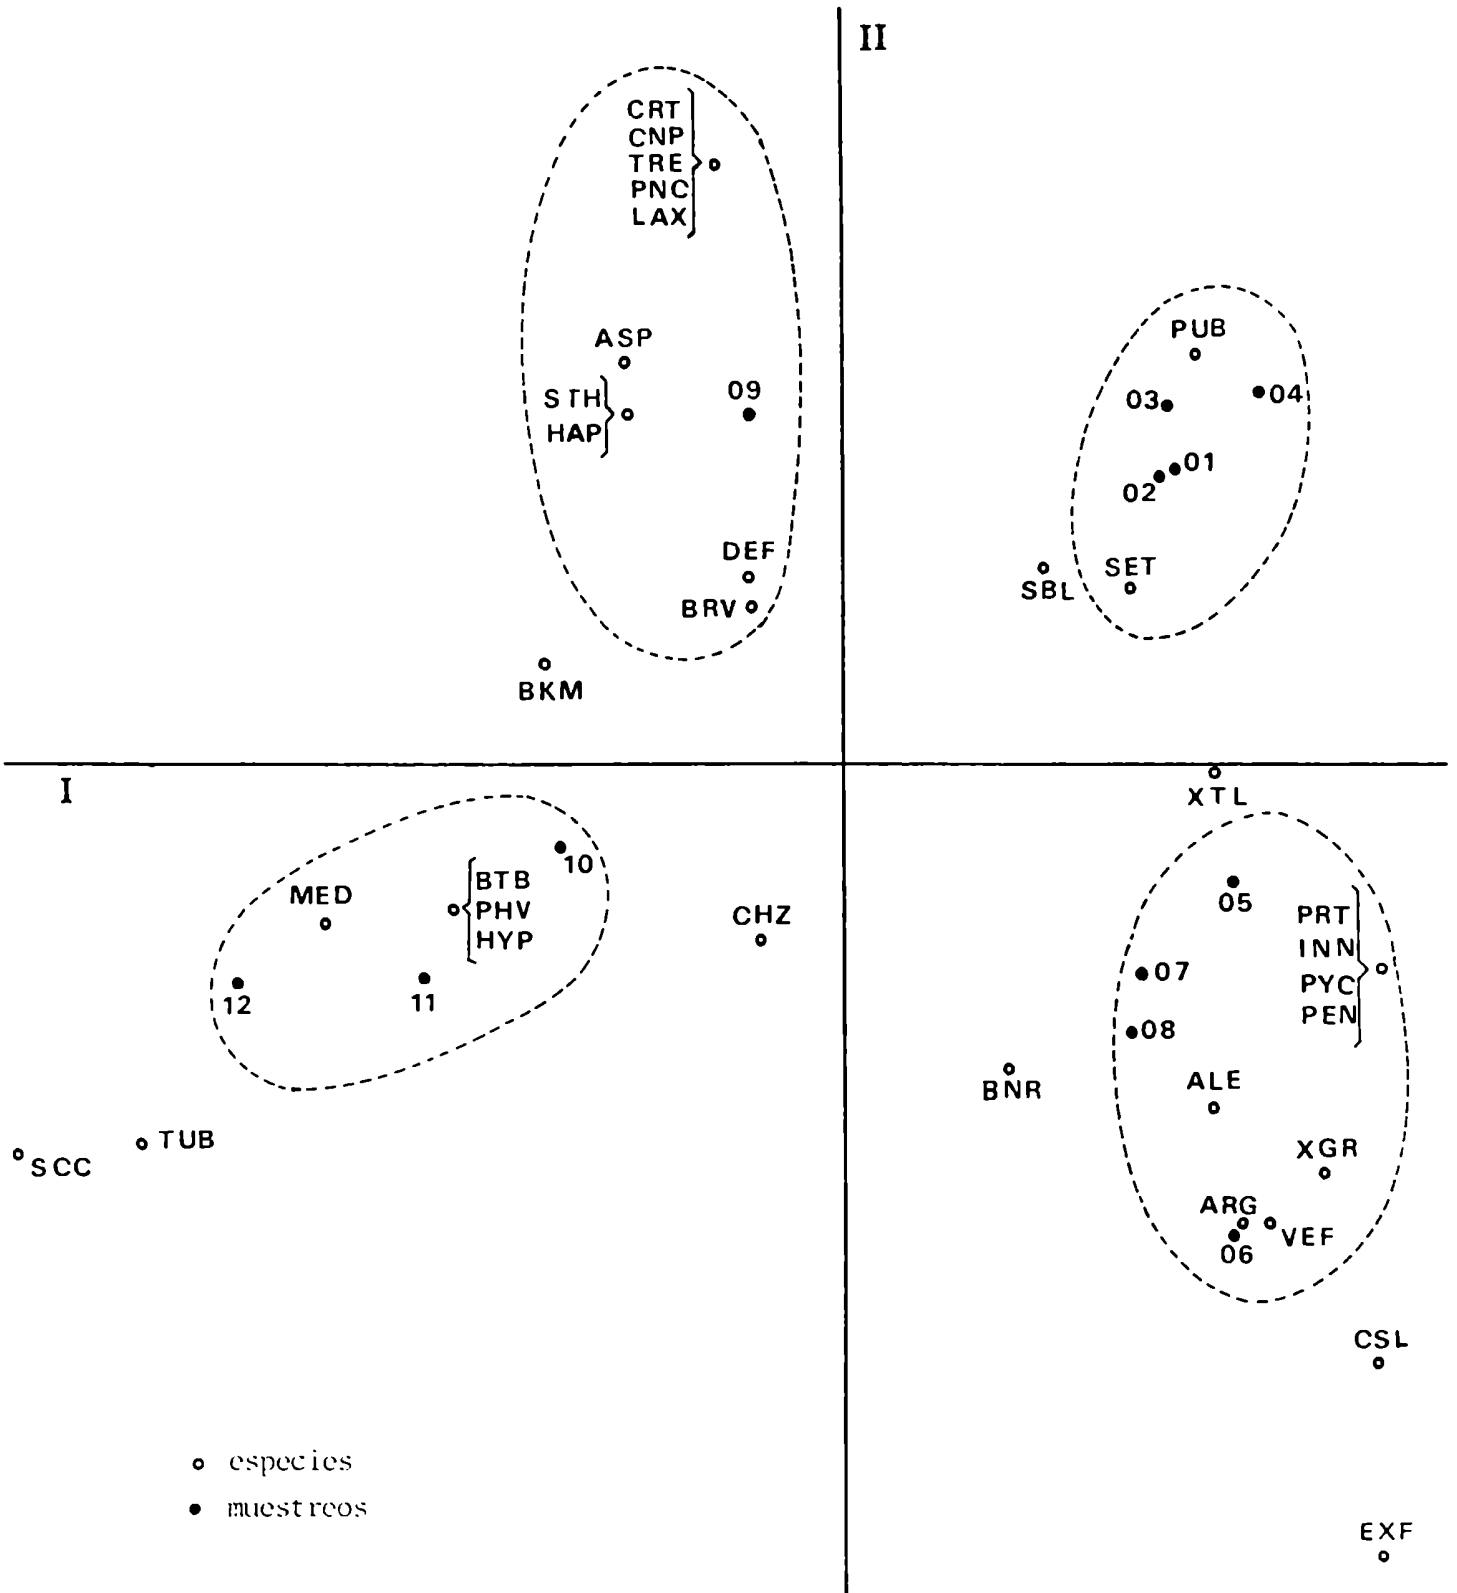 II
CRT
CNP
TRE
PNC
LAX
PUB
ASP
09
03
04
STH
HAP
01
02
DEF
SET
SBL
BRV
BKM
I
XTL
10
BTB
MED
PHV
HYP
CHZ
05
PRT
INN
07
PYC
PEN
12
11
08
ALE
BNR
TUB
XGR
SCC
ARG
VEF
06
CSL
especies
muestreos
EXF